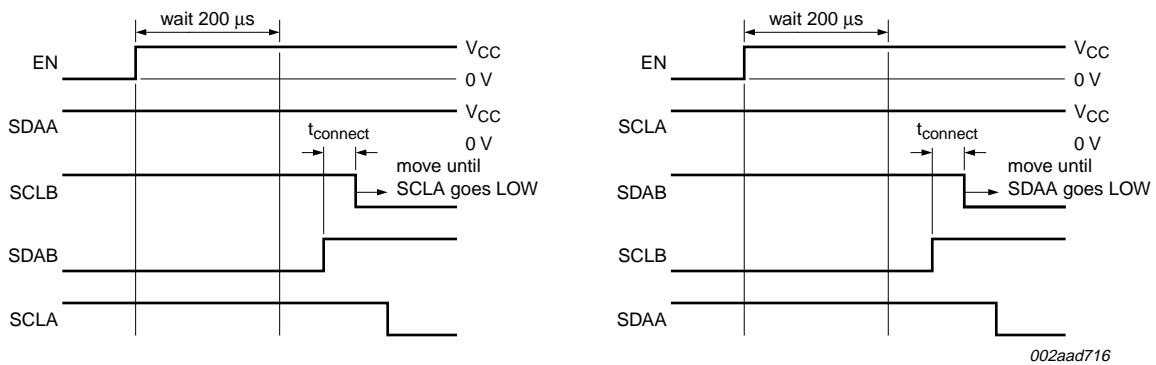 wait 200 μs
EN
VCC
0 V
SDAA
VCC
0 V
tconnect
move until
SCLA goes LOW
SCLB
SDAB
SCLA
wait 200 μs
EN
VCC
0 V
SCLA
VCC
0 V
tconnect
move until
SDAA goes LOW
SDAB
SCLB
SDAA
002aad716